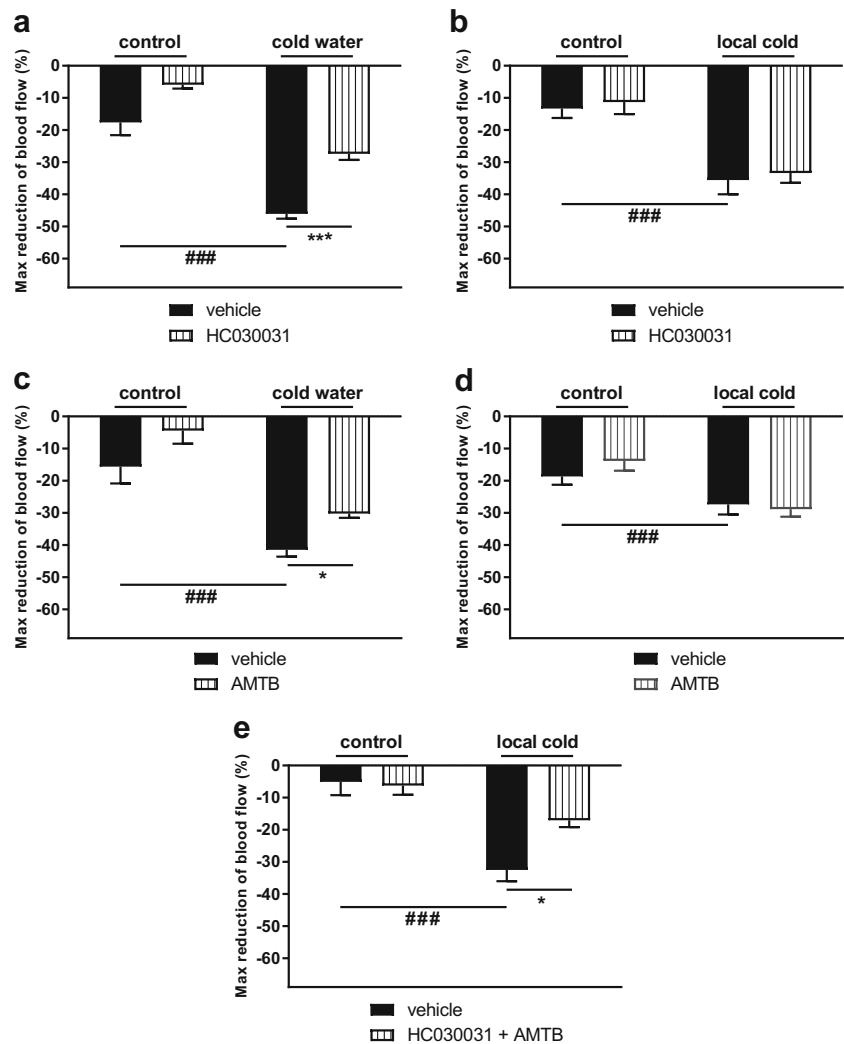 a
control cold water
Max reduction of blood flow (%)
0
-10
-20
-30
-40
-50
-60
***
###
vehicle
HC030031
b
control local cold
Max reduction of blood flow (%)
0
-10
-20
-30
-40
-50
-60
###
vehicle
HC030031
c
control cold water
Max reduction of blood flow (%)
0
-10
-20
-30
-40
-50
-60
*
###
vehicle
AMTB
d
control local cold
Max reduction of blood flow (%)
0
-10
-20
-30
-40
-50
-60
###
vehicle
AMTB
e
control local cold
Max reduction of blood flow (%)
0
-10
-20
-30
-40
-50
-60
*
###
vehicle
HC030031 + AMTB